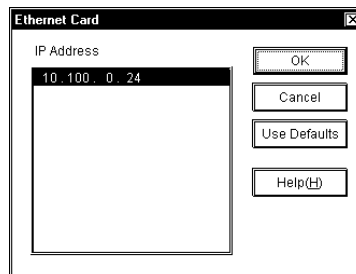 Ethernet Card
IP Address
10.100. 0. 24
OK
Cancel
Use Defaults
Help(H)